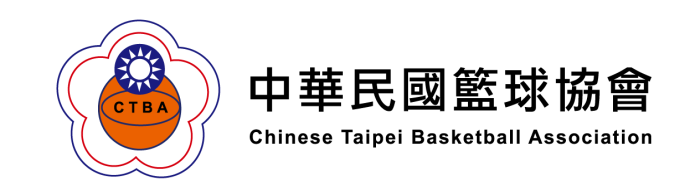 CTBA
中華民國籃球協會
Chinese Taipei Basketball Association